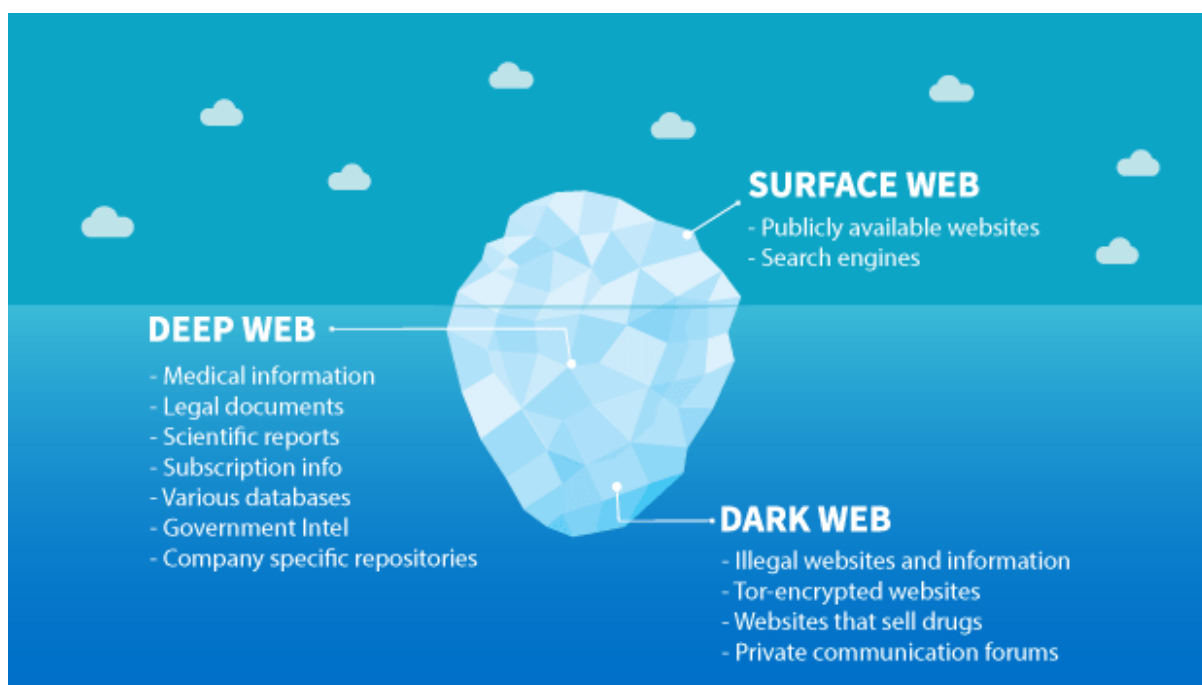 SURFACE WEB
- Publicly available websites
- Search engines
DEEP WEB
- Medical information
- Legal documents
- Scientific reports
- Subscription info
- Various databases
- Government Intel
- Company specific repositories
DARK WEB
- Illegal websites and information
- Tor-encrypted websites
- Websites that sell drugs
- Private communication forums